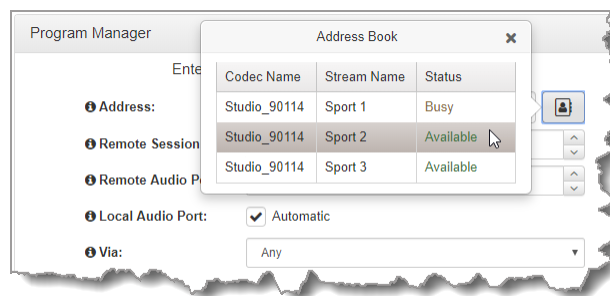 Program Manager
Address Book
Ente
Codec Name Stream Name Status
Address:
Studio_90114 Sport 1 Busy
Remote Session
Studio_90114 Sport 2 Available
Remote Audio P
Studio_90114 Sport 3 Available
Local Audio Port: Automatic
Via: Any